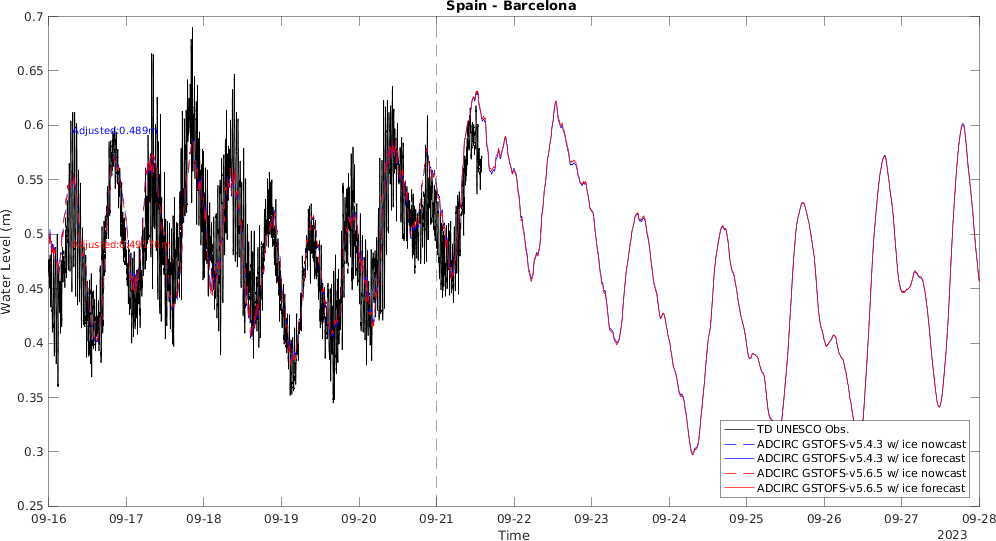 Spain - Barcelona
0.7
0.65
0.6
0.55
0.5
0.45
0.4
0.35
0.3
0.25
Water Level (m)
Adjusted:0.489m
TD UNESCO Obs.
ADCIRC GSTOFS-v5.4.3 w/ ice nowcast
ADCIRC GSTOFS-v5.4.3 w/ ice forecast
ADCIRC GSTOFS-v5.6.5 w/ ice nowcast
ADCIRC GSTOFS-v5.6.5 w/ ice forecast
09-16 09-17 09-18 09-19 09-20 09-21 09-22 09-23 09-24 09-25 09-26 09-27 09-28
Time
2023